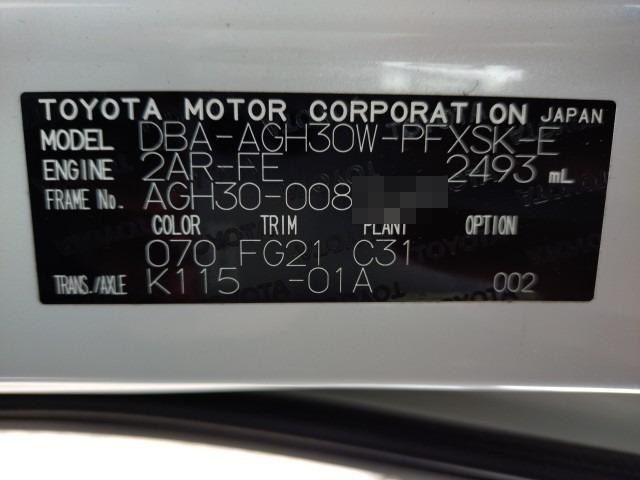 TOYOTA MOTOR CORPORATION JAPAN
MODEL DBA-AGH30W-PFXSK-E
ENGINE 2AR-FE 2493 mL
FRAME No. AGH30-008
COLOR TRIM PLANT OPTION
070 FG21 C31
TRANS./AXLE K115 -01A 002